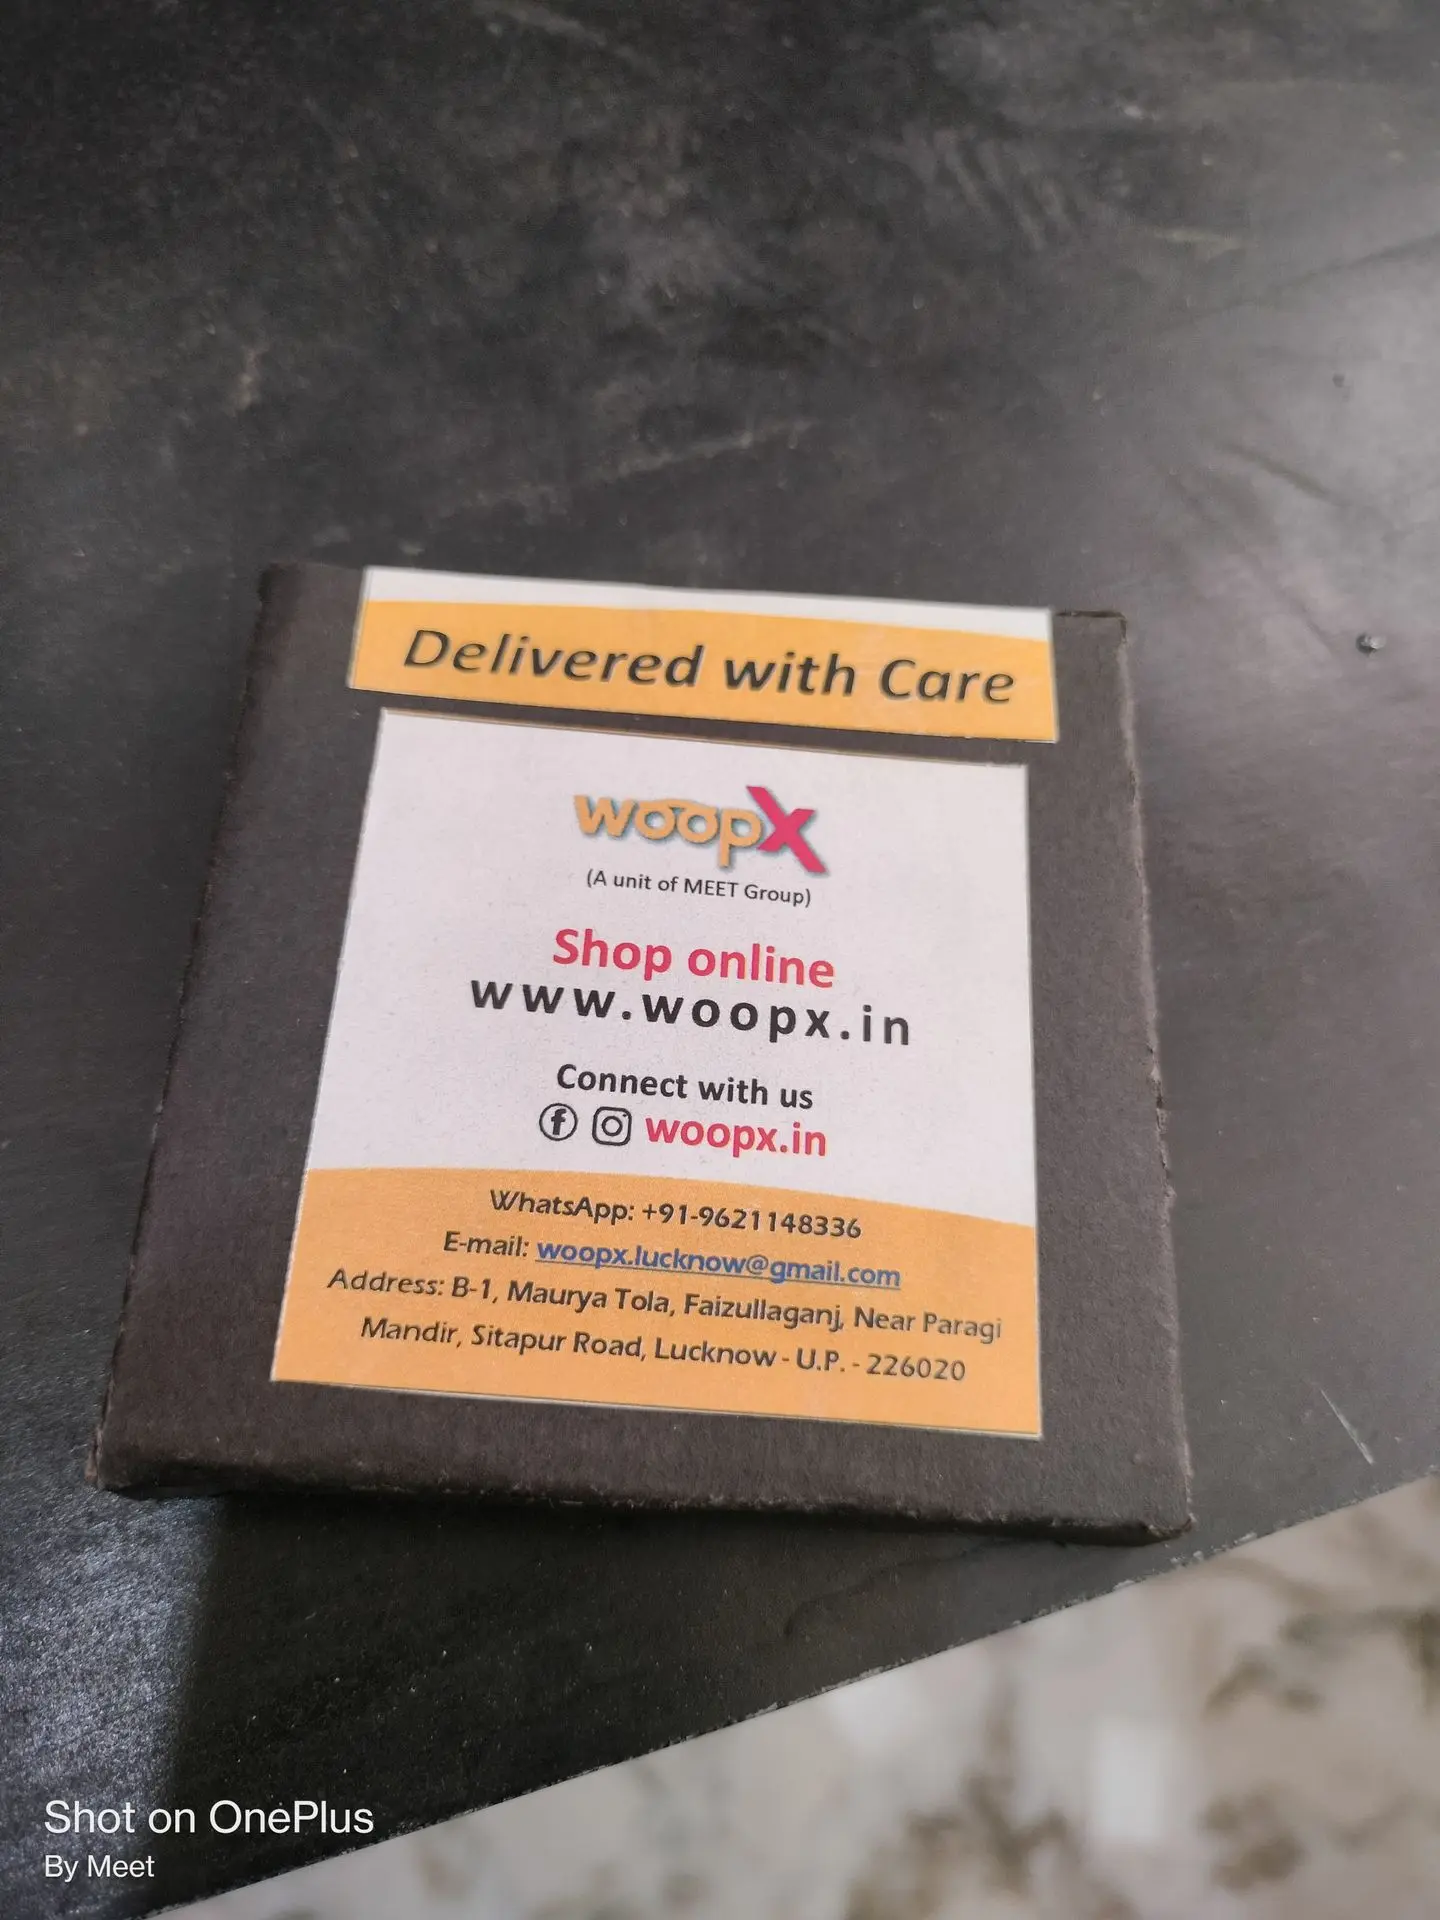 Delivered with Care
woopX
(A unit of MEET Group)
Shop online
www.woopx.in
Connect with us
woopx.in
WhatsApp: +91-9621148336
E-mail: woopx.lucknow@gmail.com
Address: B-1, Maurya Tola, Faizullaganj, Near Paragi
Mandir, Sitapur Road, Lucknow - U.P. - 226020
Shot on OnePlus
By Meet